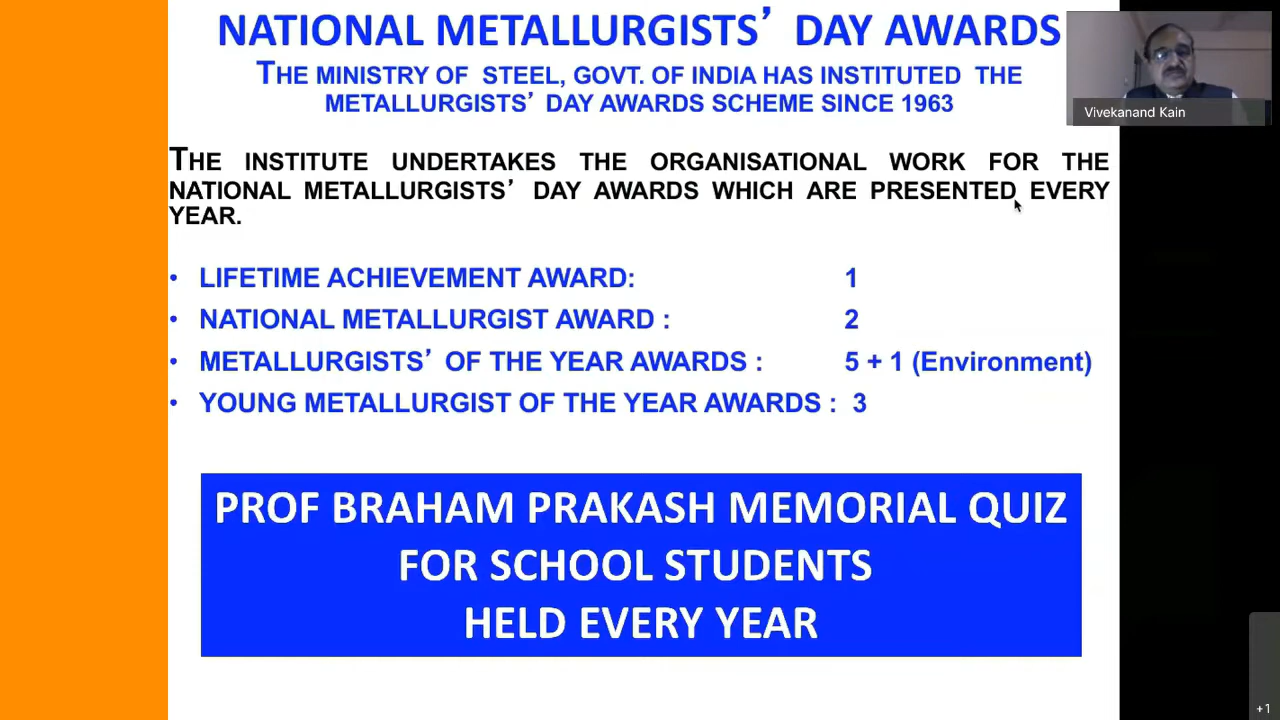 NATIONAL METALLURGISTS’ DAY AWARDS
THE MINISTRY OF STEEL, GOVT. OF INDIA HAS INSTITUTED THE
METALLURGISTS’ DAY AWARDS SCHEME SINCE 1963
Vivekanand Kain
THE INSTITUTE UNDERTAKES THE ORGANISATIONAL WORK FOR THE
NATIONAL METALLURGISTS’ DAY AWARDS WHICH ARE PRESENTED EVERY
YEAR.
• LIFETIME ACHIEVEMENT AWARD: 1
• NATIONAL METALLURGIST AWARD : 2
• METALLURGISTS’ OF THE YEAR AWARDS : 5 + 1 (Environment)
• YOUNG METALLURGIST OF THE YEAR AWARDS : 3
PROF BRAHAM PRAKASH MEMORIAL QUIZ
FOR SCHOOL STUDENTS
HELD EVERY YEAR
+1